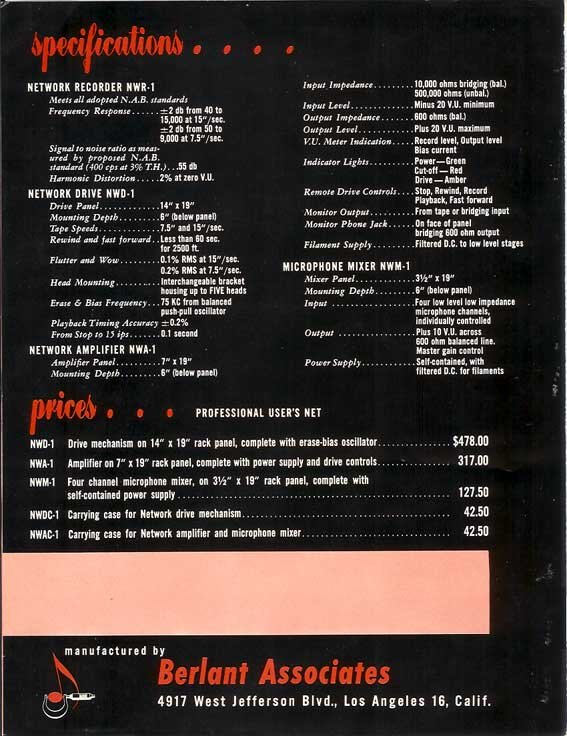 specifications . . . .
NETWORK RECORDER NWR-1
Meets all adopted N.A.B. standards
Frequency Response......±2 db from 40 to
15,000 at 15"/sec.
±2 db from 50 to
9,000 at 7.5"/sec.
Signal to noise ratio as meas-
ured by proposed N.A.B.
standard (400 cps at 3% T.H.)...55 db
Harmonic Distortion.....2% at zero V.U.
NETWORK DRIVE NWD-1
Drive Panel............14" x 19"
Mounting Depth.........6" (below panel)
Tape Speeds............7.5" and 15"/sec.
Rewind and fast forward..Less than 60 sec.
for 2500 ft.
Flutter and Wow........0.1% RMS at 15"/sec.
0.2% RMS at 7.5"/sec.
Head Mounting..........Interchangeable bracket
housing up to FIVE heads
Erase & Bias Frequency...75 KC from balanced
push-pull oscillator
Playback Timing Accuracy ±0.2%
From Stop to 15 ips.....0.1 second
NETWORK AMPLIFIER NWA-1
Amplifier Panel.........7" x 19"
Mounting Depth.........6" (below panel)
Input Impedance.........10,000 ohms bridging (bal.)
500,000 ohms (unbal.)
Input Level.............Minus 20 V.U. minimum
Output Impedance........600 ohms (bal.)
Output Level............Plus 20 V.U. maximum
V.U. Meter Indication....Record level, Output level
Bias current
Indicator Lights.........Power—Green
Cut-off—Red
Drive—Amber
Remote Drive Controls....Stop, Rewind, Record
Playback, Fast forward
Monitor Output..........From tape or bridging input
Monitor Phone Jack......On face of panel
bridging 600 ohm output
Filament Supply.........Filtered D.C. to low level stages
MICROPHONE MIXER NWM-1
Mixer Panel.............3½" x 19"
Mounting Depth.........6" (below panel)
Input ..................Four low level low impedance
microphone channels,
individually controlled
Output .................Plus 10 V.U. across
600 ohm balanced line.
Master gain control
Power Supply............Self-contained, with
filtered D.C. for filaments
prices . . . PROFESSIONAL USER'S NET
NWD-1 Drive mechanism on 14" x 19" rack panel, complete with erase-bias oscillator................$478.00
NWA-1 Amplifier on 7" x 19" rack panel, complete with power supply and drive controls................317.00
NWM-1 Four channel microphone mixer, on 3½" x 19" rack panel, complete with
self-contained power supply................127.50
NWDC-1 Carrying case for Network drive mechanism................42.50
NWAC-1 Carrying case for Network amplifier and microphone mixer................42.50
manufactured by
Berlant Associates
4917 West Jefferson Blvd., Los Angeles 16, Calif.